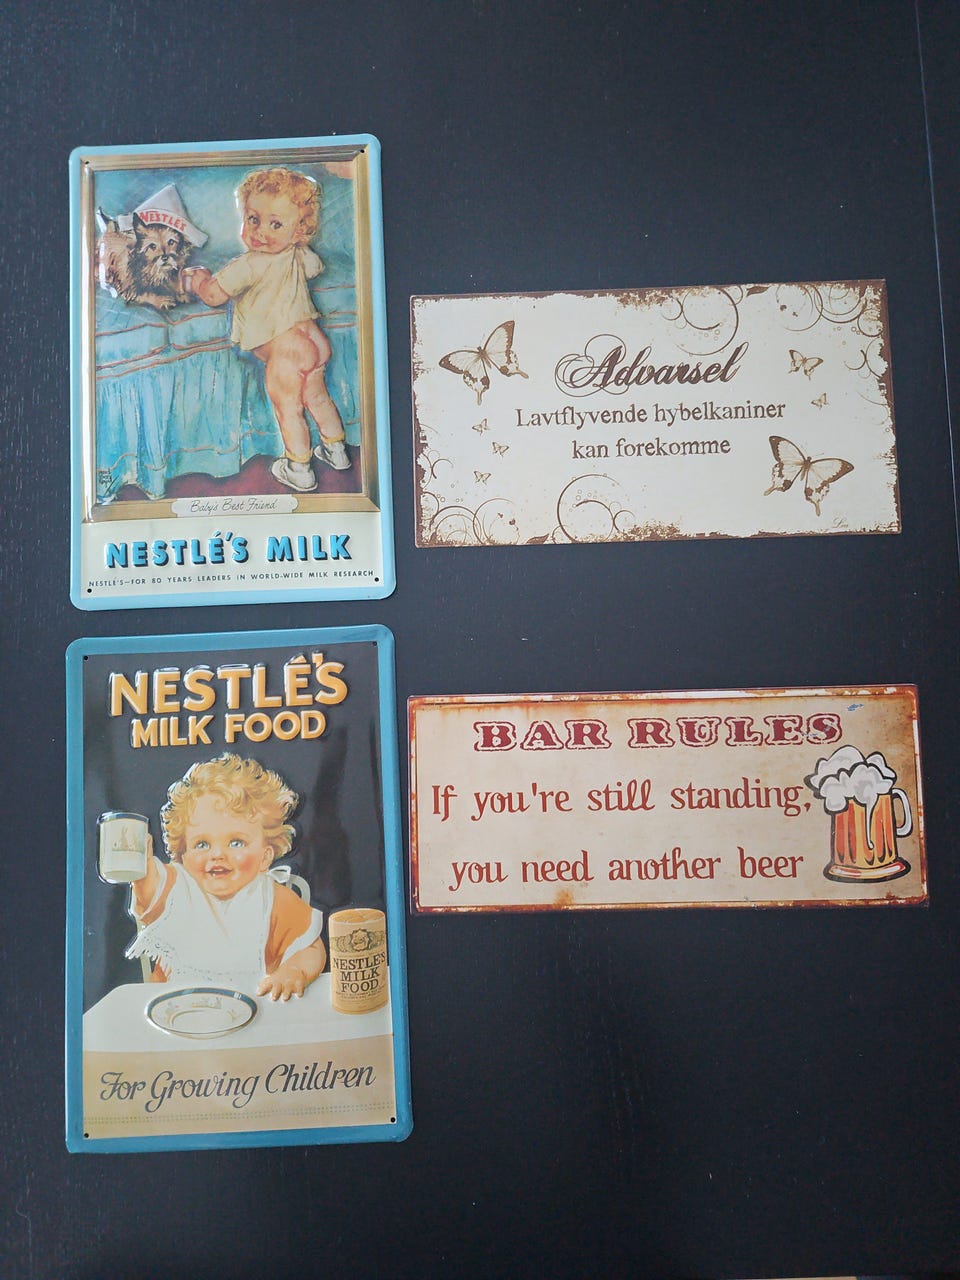 NESTLÉ'S
Baby's Best Friend
NESTLÉ'S MILK
NESTLÉ'S—FOR 80 YEARS LEADERS IN WORLD-WIDE MILK RESEARCH
Advarsel
Lavtflyvende hybelkaniner
kan forekomme
NESTLÉ'S
MILK FOOD
NESTLÉ'S
MILK
FOOD
For Growing Children
BAR RULES
If you're still standing,
you need another beer